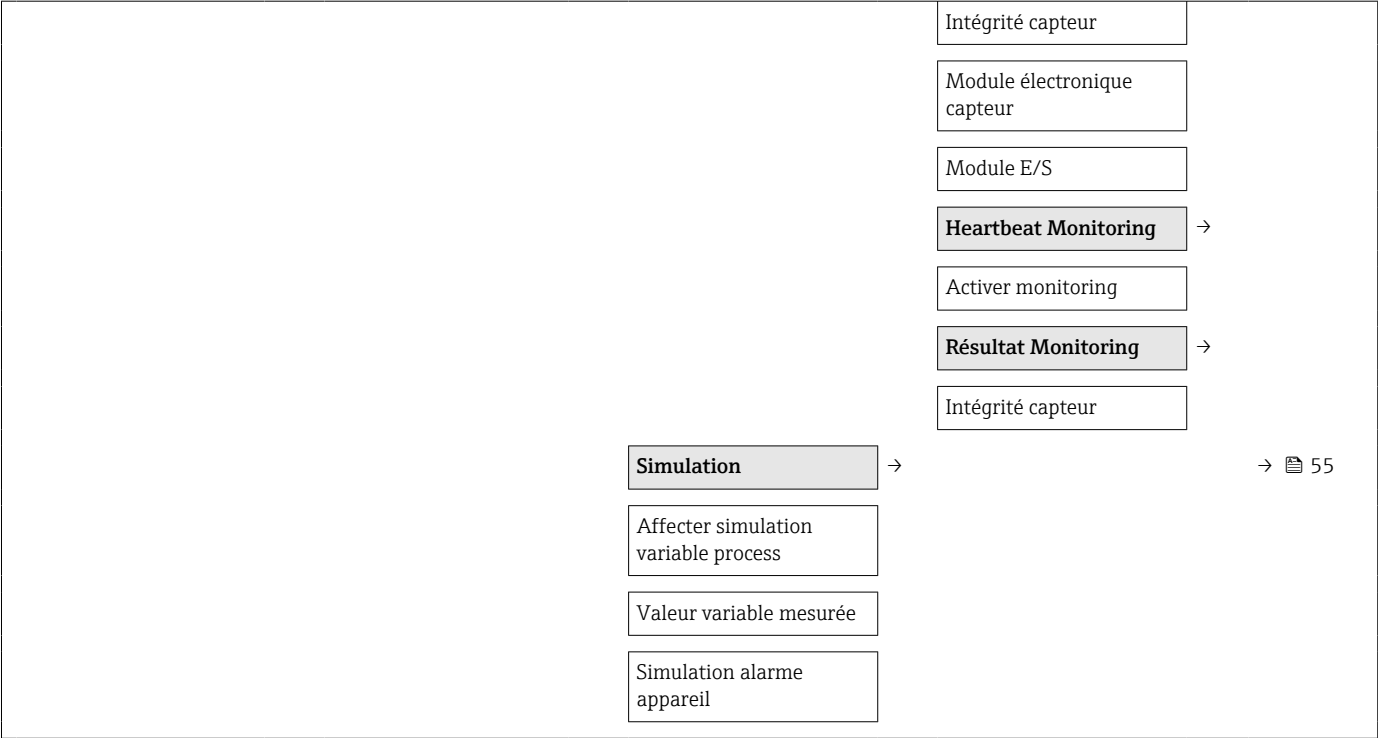 Intégrité capteur
Module électronique
capteur
Module E/S
Heartbeat Monitoring →
Activer monitoring
Résultat Monitoring →
Intégrité capteur
Simulation → → 55
Affecter simulation
variable process
Valeur variable mesurée
Simulation alarme
appareil